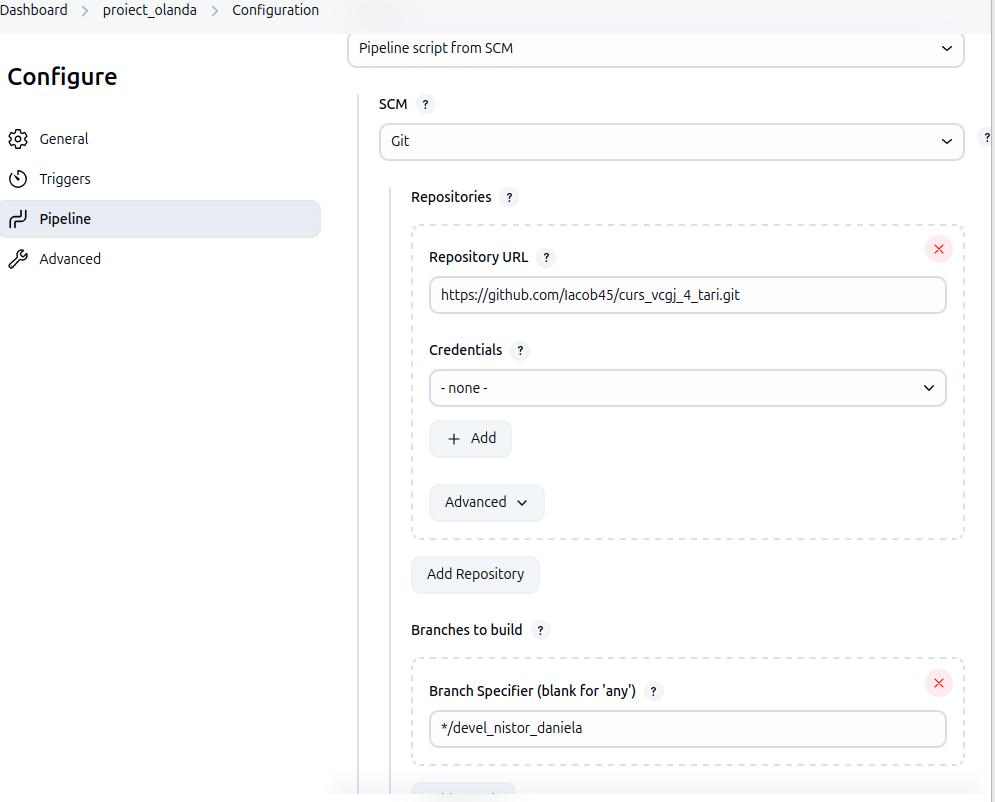 Dashboard > proiect_olanda > Configuration
Configure
General
Triggers
Pipeline
Advanced
Pipeline script from SCM
SCM ?
Git
?
Repositories ?
Repository URL ?
https://github.com/Iacob45/curs_vcgj_4_tari.git
Credentials ?
- none -
+ Add
Advanced
Add Repository
Branches to build ?
Branch Specifier (blank for 'any') ?
*/devel_nistor_daniela